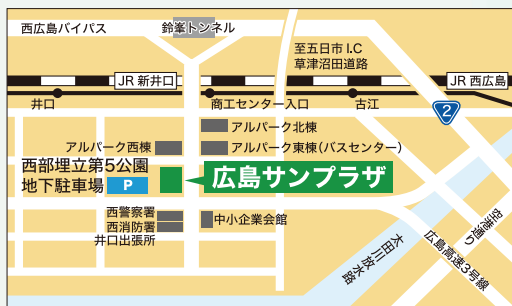 西広島バイパス
鈴峯トンネル
至五日市 I.C
草津沼田道路
JR 新井口
JR 西広島
井口
商工センター入口
古江
2
アルパーク北棟
アルパーク西棟
アルパーク東棟(バスセンター)
西部埋立第5公園
地下駐車場
P
広島サンプラザ
西警察署
西消防署
井口出張所
中小企業会館
太田川放水路
空港通り
広島高速3号線